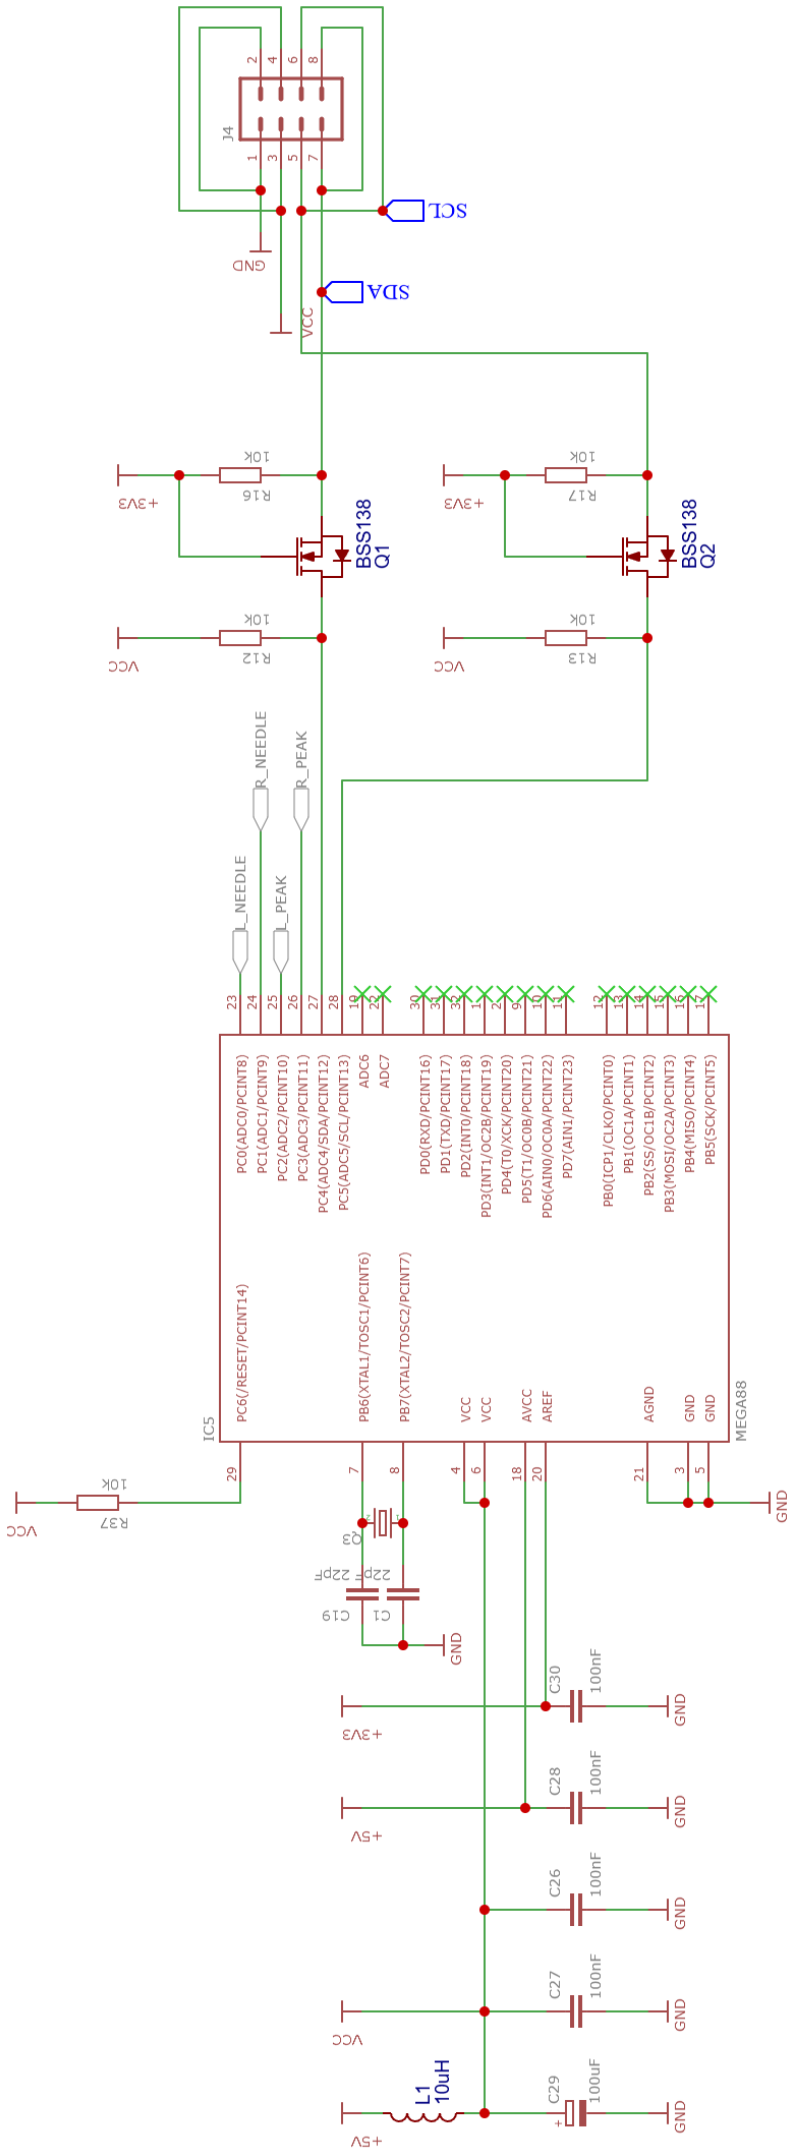 2
4
6
8
J4
1
3
5
7
SCL
GND
SDA
VCC
10k
+3V3
R16
BSS138
Q1
10k
+3V3
R17
BSS138
Q2
10k
VCC
R12
10k
VCC
R13
R_NEEDLE
R_PEAK
L_NEEDLE
L_PEAK
23
24
25
26
27
28
19
22
30
31
32
1
2
9
10
11
12
13
14
15
16
17
PC0(ADC0/PCINT8)
PC1(ADC1/PCINT9)
PC2(ADC2/PCINT10)
PC3(ADC3/PCINT11)
PC4(ADC4/SDA/PCINT12)
PC5(ADC5/SCL/PCINT13)
ADC6
ADC7
PD0(RXD/PCINT16)
PD1(TXD/PCINT17)
PD2(INT0/PCINT18)
PD3(INT1/OC2B/PCINT19)
PD4(T0/XCK/PCINT20)
PD5(T1/OC0B/PCINT21)
PD6(AIN0/OC0A/PCINT22)
PD7(AIN1/PCINT23)
PB0(ICP1/CLKO/PCINT0)
PB1(OC1A/PCINT1)
PB2(SS/OC1B/PCINT2)
PB3(MOSI/OC2A/PCINT3)
PB4(MISO/PCINT4)
PB5(SCK/PCINT5)
PC6(/RESET/PCINT14)
PB6(XTAL1/TOSC1/PCINT6)
PB7(XTAL2/TOSC2/PCINT7)
VCC
VCC
AVCC
AREF
AGND
GND
GND
IC5
MEGA88
29
7
8
4
6
18
20
21
3
5
10k
VCC
R37
GND
2
1
Q3
22pF
22pF
C19
C1
GND
C30
100nF
+3V3
GND
C28
100nF
+5V
GND
C26
100nF
GND
C27
100nF
VCC
GND
L1
10uH
C29
100uF
+
+5V
GND